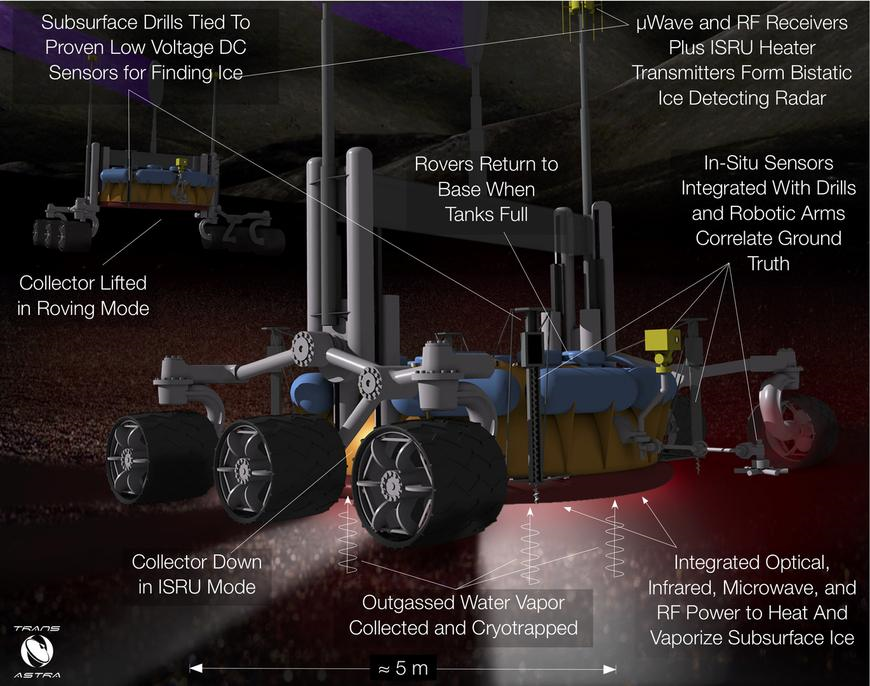 Subsurface Drills Tied To
Proven Low Voltage DC
Sensors for Finding Ice
µWave and RF Receivers
Plus ISRU Heater
Transmitters Form Bistatic
Ice Detecting Radar
Rovers Return to
Base When
Tanks Full
In-Situ Sensors
Integrated With Drills
and Robotic Arms
Correlate Ground
Truth
Collector Lifted
in Roving Mode
Collector Down
in ISRU Mode
Outgassed Water Vapor
Collected and Cryotrapped
Integrated Optical,
Infrared, Microwave, and
RF Power to Heat And
Vaporize Subsurface Ice
TRANS
ASTRA
≈ 5 m